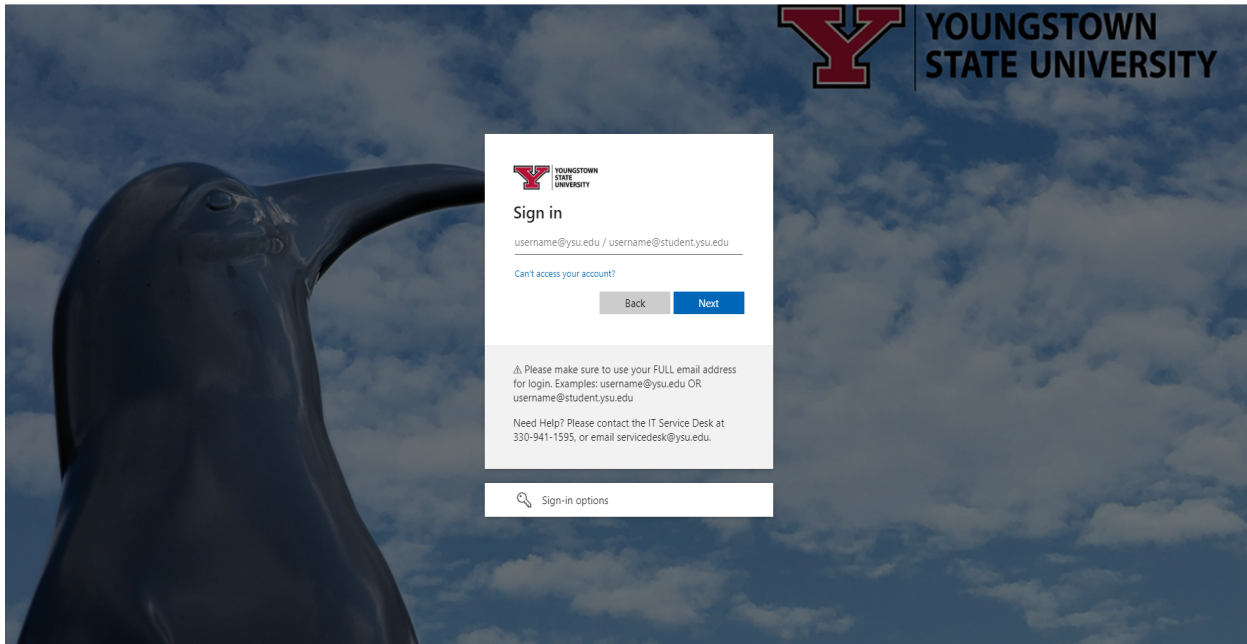 YOUNGSTOWN
STATE UNIVERSITY
YOUNGSTOWN
STATE
UNIVERSITY
Sign in
username@ysu.edu / username@student.ysu.edu
Can't access your account?
Back
Next
⚠ Please make sure to use your FULL email address
for login. Examples: username@ysu.edu OR
username@student.ysu.edu
Need Help? Please contact the IT Service Desk at
330-941-1595, or email servicedesk@ysu.edu.
Sign-in options